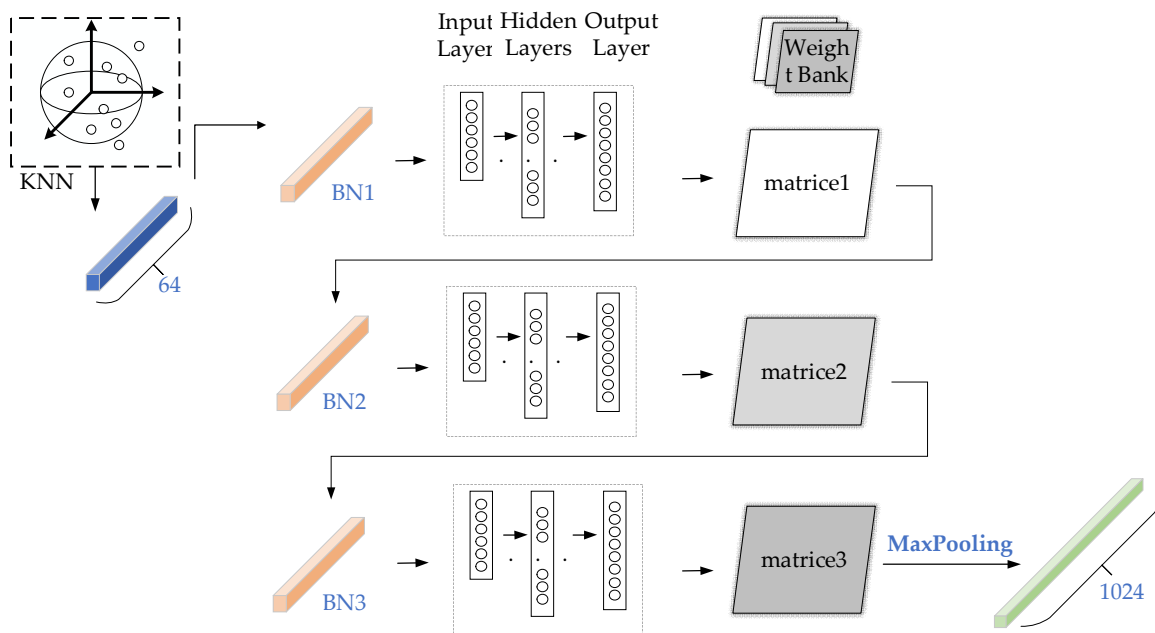 Input Hidden Output
Layer Layers Layer
Weigh
t Bank
KNN
BN1
matrice1
64
BN2
matrice2
BN3
matrice3
MaxPooling
1024